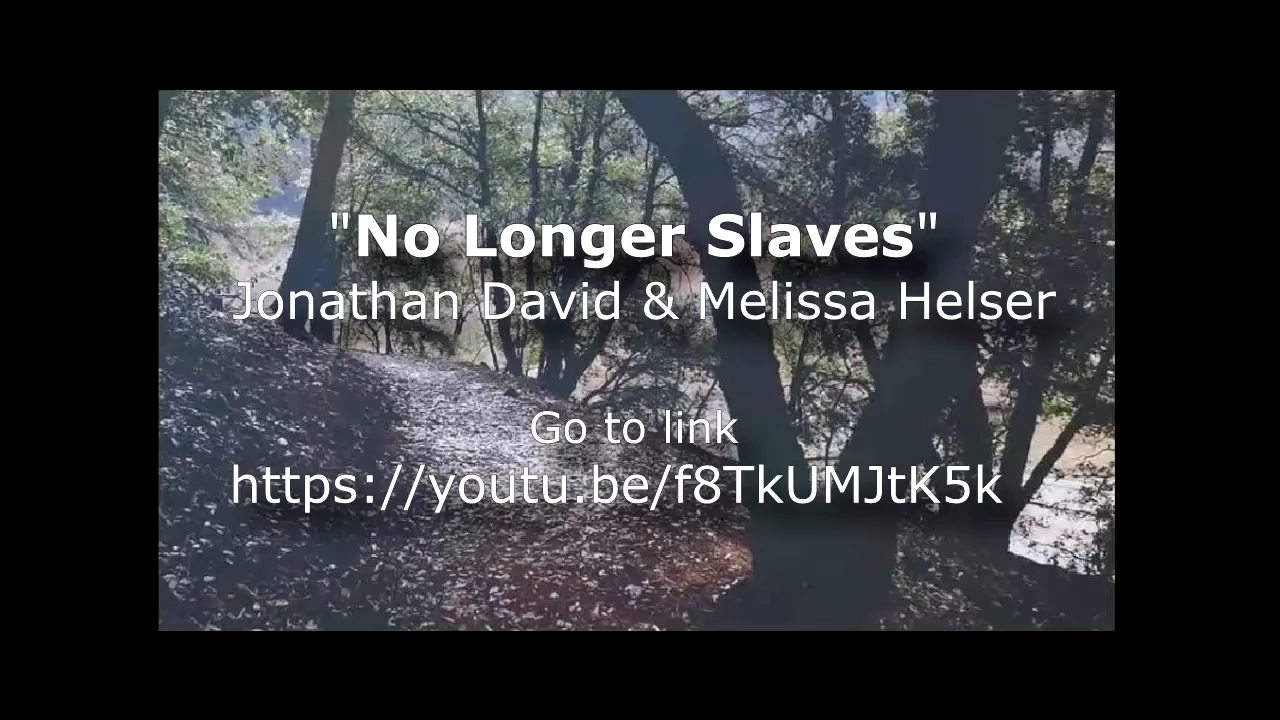 "No Longer Slaves"
Jonathan David & Melissa Helser
Go to link
https://youtu.be/f8TkUMJtK5k